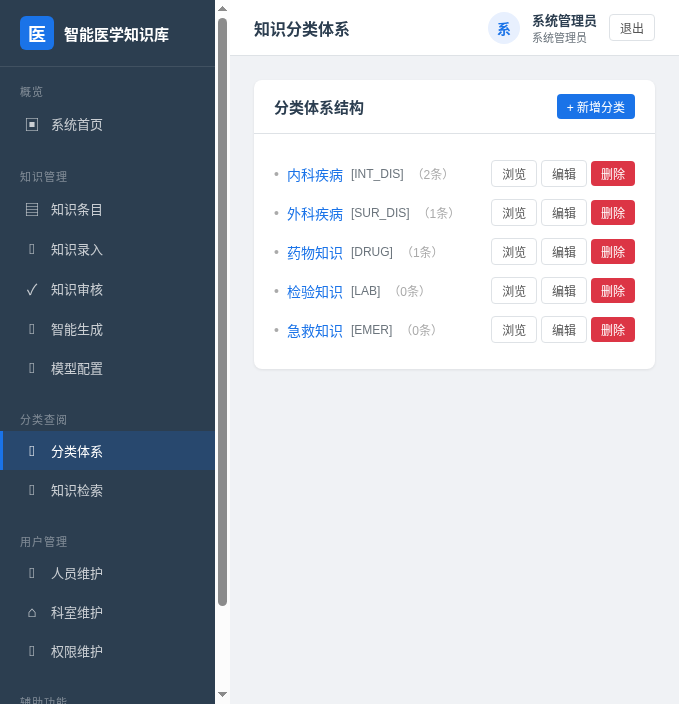 医 智能医学知识库
概览
系统首页
知识管理
知识条目
知识录入
知识审核
智能生成
模型配置
分类查阅
分类体系
知识检索
用户管理
人员维护
科室维护
权限维护
辅助功能
知识分类体系
系 系统管理员
系统管理员
退出
分类体系结构
+ 新增分类
• 内科疾病 [INT_DIS] （2条） 浏览 编辑 删除
• 外科疾病 [SUR_DIS] （1条） 浏览 编辑 删除
• 药物知识 [DRUG] （1条） 浏览 编辑 删除
• 检验知识 [LAB] （0条） 浏览 编辑 删除
• 急救知识 [EMER] （0条） 浏览 编辑 删除